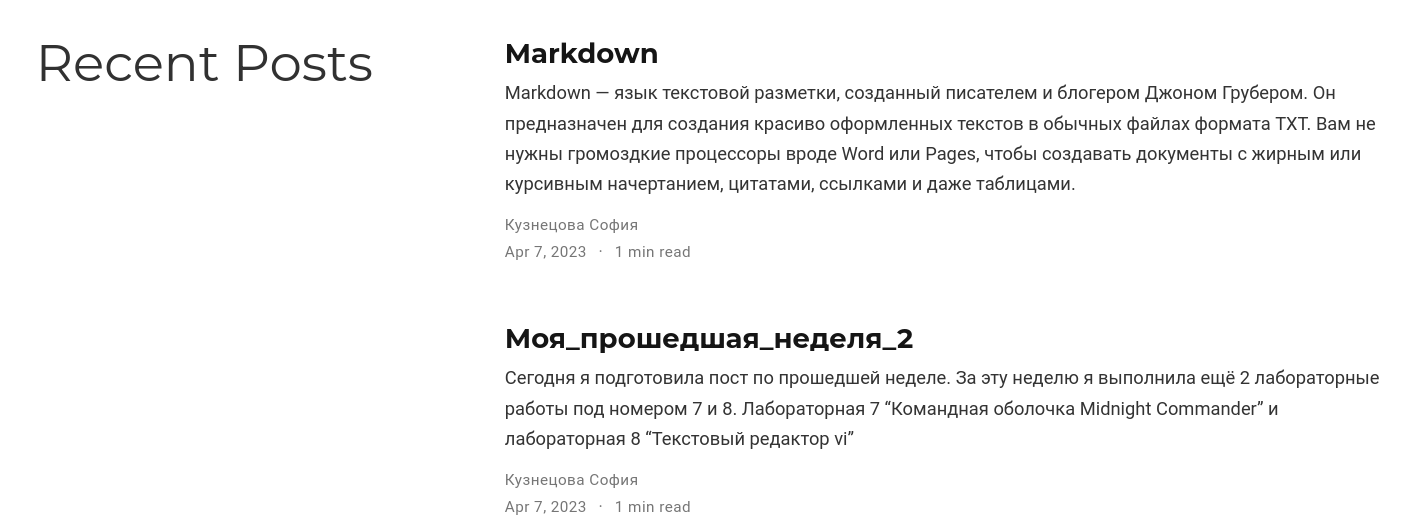 Recent Posts
Markdown
Markdown — язык текстовой разметки, созданный писателем и блогером Джоном Грубером. Он
предназначен для создания красиво оформленных текстов в обычных файлах формата TXT. Вам не
нужны громоздкие процессоры вроде Word или Pages, чтобы создавать документы с жирным или
курсивным начертанием, цитатами, ссылками и даже таблицами.
Кузнецова София
Apr 7, 2023 · 1 min read
Моя_прошедшая_неделя_2
Сегодня я подготовила пост по прошедшей неделе. За эту неделю я выполнила ещё 2 лабораторные
работы под номером 7 и 8. Лабораторная 7 “Командная оболочка Midnight Commander” и
лабораторная 8 “Текстовый редактор vi”
Кузнецова София
Apr 7, 2023 · 1 min read